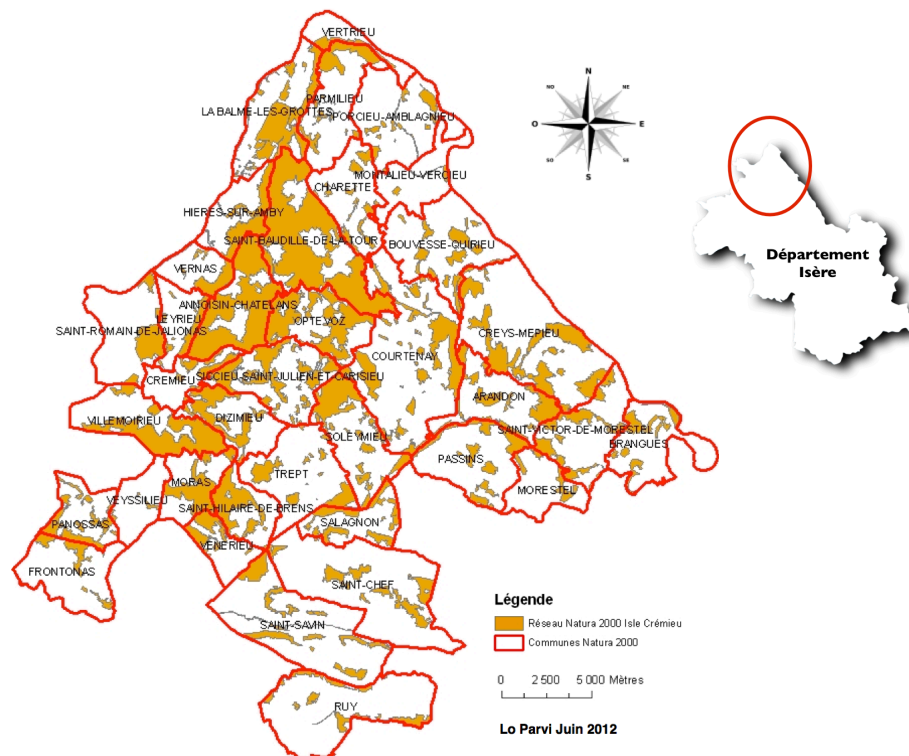 VERTRIEU
PARMILIEU
LA BALME-LES-GROTTES
PORCIEU-AMBLAGNIEU
MONTALIEU-VERCIEU
CHARETTE
HIERES-SUR-AMBY
SAINT-BAUDILLE-DE-LA-TOUR
BOUVESSE-QUIRIEU
VERNAS
ANNOISIN-CHATELANS
LEYRIEU
OPTEVOZ
SAINT-ROMAIN-DE-JALIONAS
CREYS-MEPIEU
COURTENAY
CREMIEU
SICCIEU-SAINT-JULIEN-ET-CARISIEU
ARANDON
VILLEMOIRIEU
DIZIMIEU
SAINT-VICTOR-DE-MORESTEL
SOLEYMIEU
BRANGUES
PASSINS
TREPT
MORAS
MORESTEL
VEYSSILIEU
SAINT-HILAIRE-DE-BRENS
PANOSSAS
SALAGNON
VENERIEU
FRONTONAS
SAINT-CHEF
SAINT-SAVIN
RUY
N
NO
NE
O
E
SO
SE
S
Département
Isère
Légende
Réseau Natura 2000 Isle Crémieu
Communes Natura 2000
0 2 500 5 000 Mètres
Lo Parvi Juin 2012